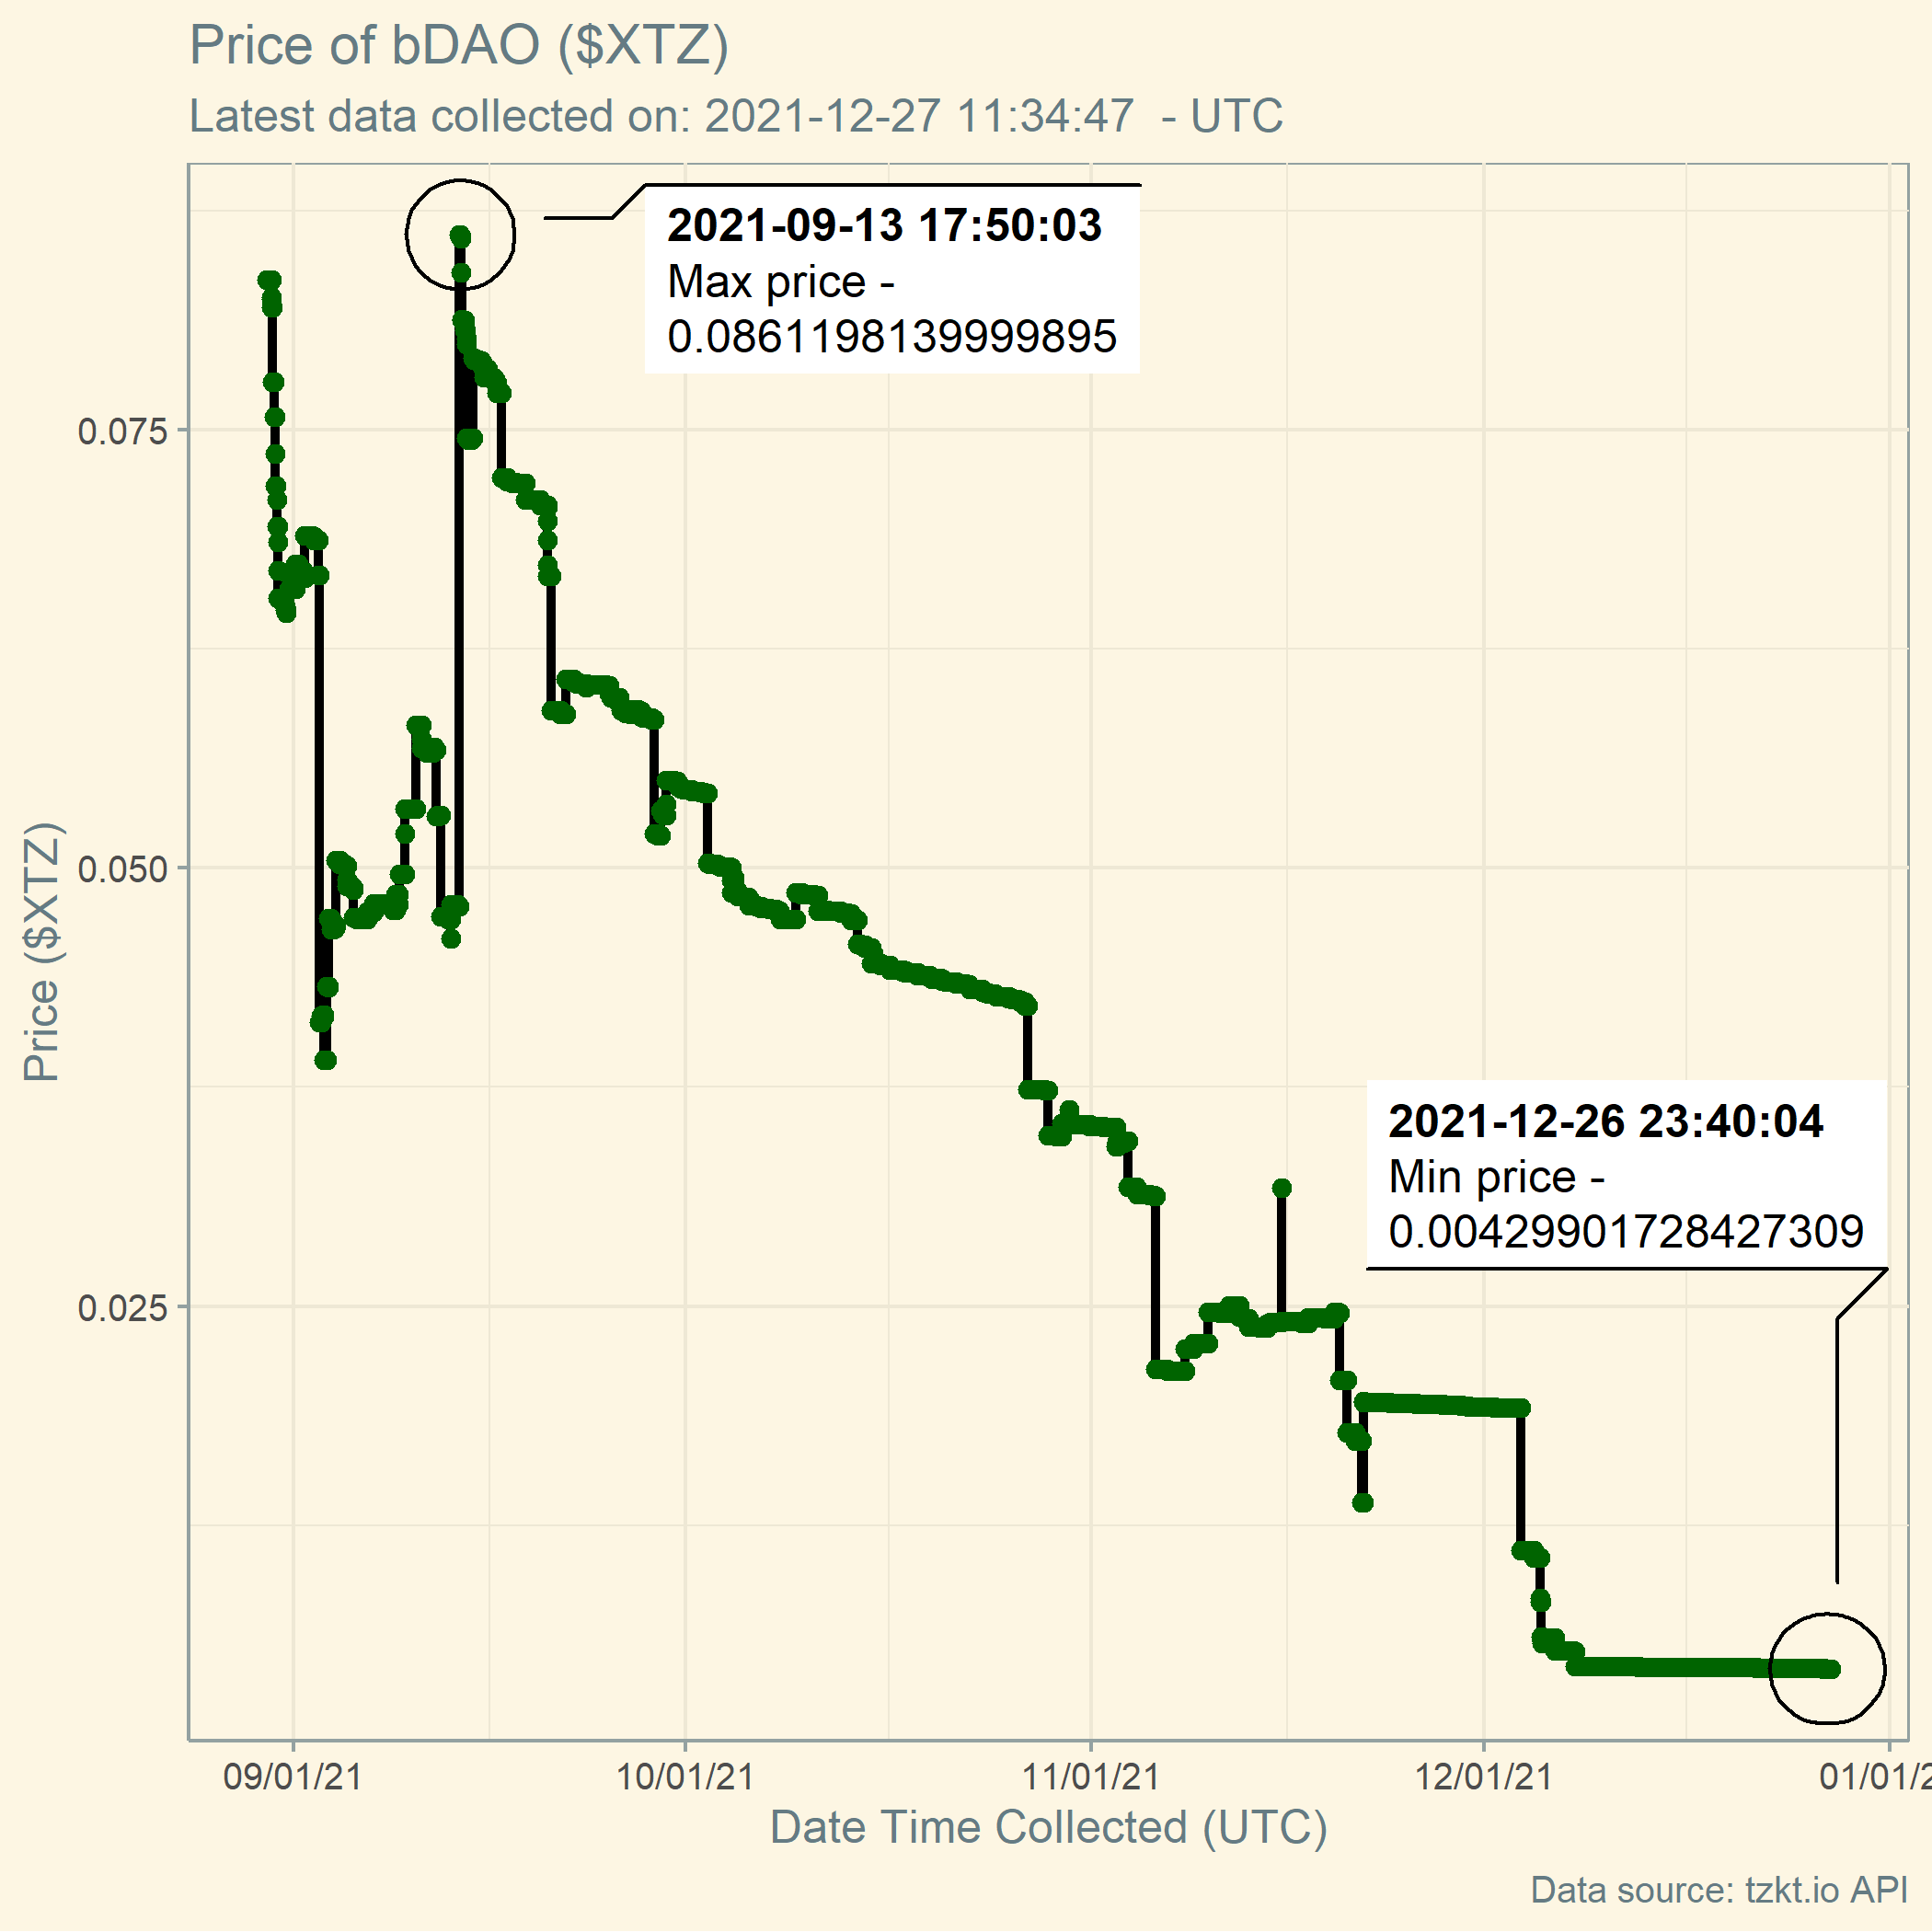 Price of bDAO ($XTZ)
Latest data collected on: 2021-12-27 11:34:47 - UTC
2021-09-13 17:50:03
Max price -
0.0861198139999895
0.075
0.050
0.025
Price ($XTZ)
2021-12-26 23:40:04
Min price -
0.00429901728427309
09/01/21
10/01/21
11/01/21
12/01/21
01/01/2
Date Time Collected (UTC)
Data source: tzkt.io API